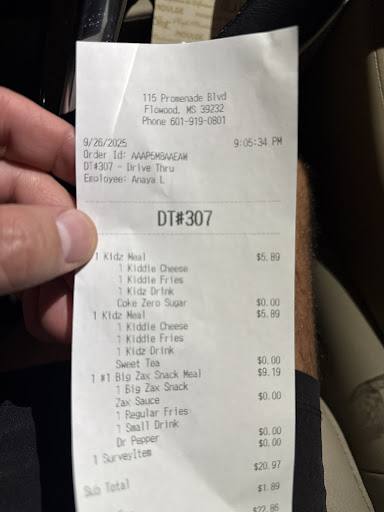 115 Promenade Blvd
Flowood, MS 39232
Phone 601-919-0801
9/26/2025 9:05:34 PM
DT#307 - Drive Thru
Employee: Anaya L
DT#307
1 Kidz Meal $5.89
1 Kiddie Cheese
1 Kiddie Fries
1 Kidz Drink
Coke Zero Sugar $0.00
1 Kidz Meal $5.89
1 Kiddie Cheese
1 Kiddie Fries
1 Kidz Drink
Sweet Tea $0.00
1 #1 Big Zax Snack Meal $9.19
1 Big Zax Snack
Zax Sauce $0.00
1 Regular Fries
1 Small Drink
Dr Pepper $0.00
1 SurveyItem $0.00
Sub Total $20.97
$1.89
$22.86